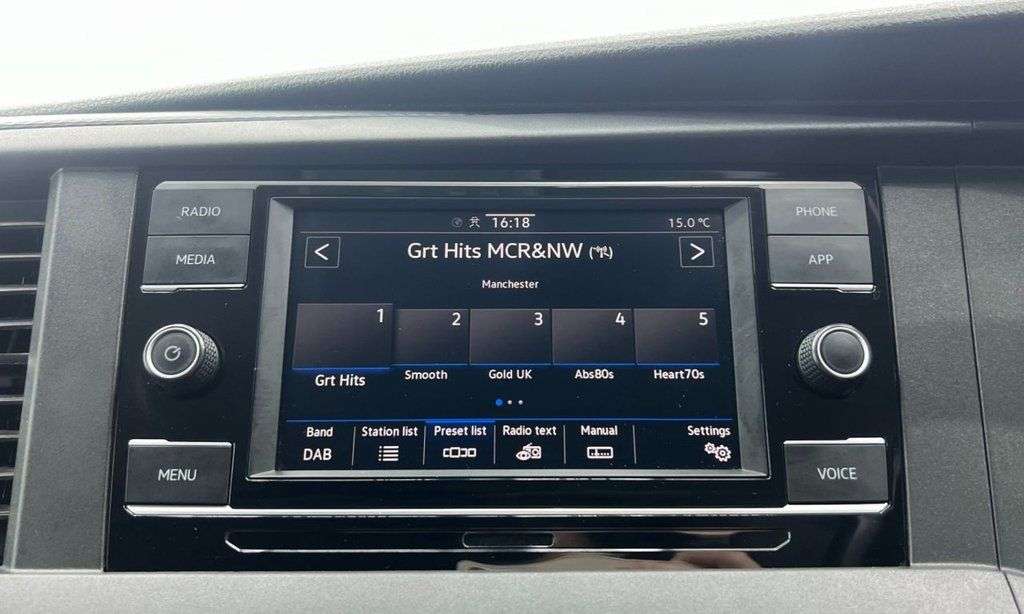 RADIO
MEDIA
MENU
16:18
15.0 °C
< Grt Hits MCR&NW >
Manchester
1 2 3 4 5
Grt Hits Smooth Gold UK Abs80s Heart70s
Band Station list Preset list Radio text Manual Settings
DAB
PHONE
APP
VOICE